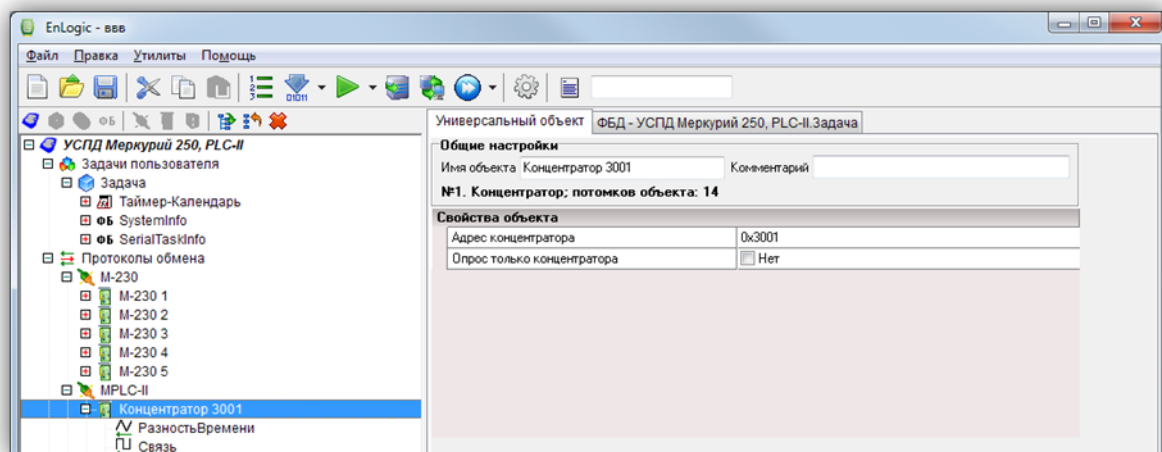 EnLogic - ввв
Файл Правка Утилиты Помощь
УСПД Меркурий 250, PLC-II
Задачи пользователя
Задача
Таймер-Календарь
ФБ SystemInfo
ФБ SerialTaskInfo
Протоколы обмена
M-230
M-230 1
M-230 2
M-230 3
M-230 4
M-230 5
MPLC-II
Концентратор 3001
РазностьВремени
Связь
Универсальный объект ФБД - УСПД Меркурий 250, PLC-II.Задача
Общие настройки
Имя объекта Концентратор 3001 Комментарий
№1. Концентратор; потомков объекта: 14
Свойства объекта
Адрес концентратора 0x3001
Опрос только концентратора Нет